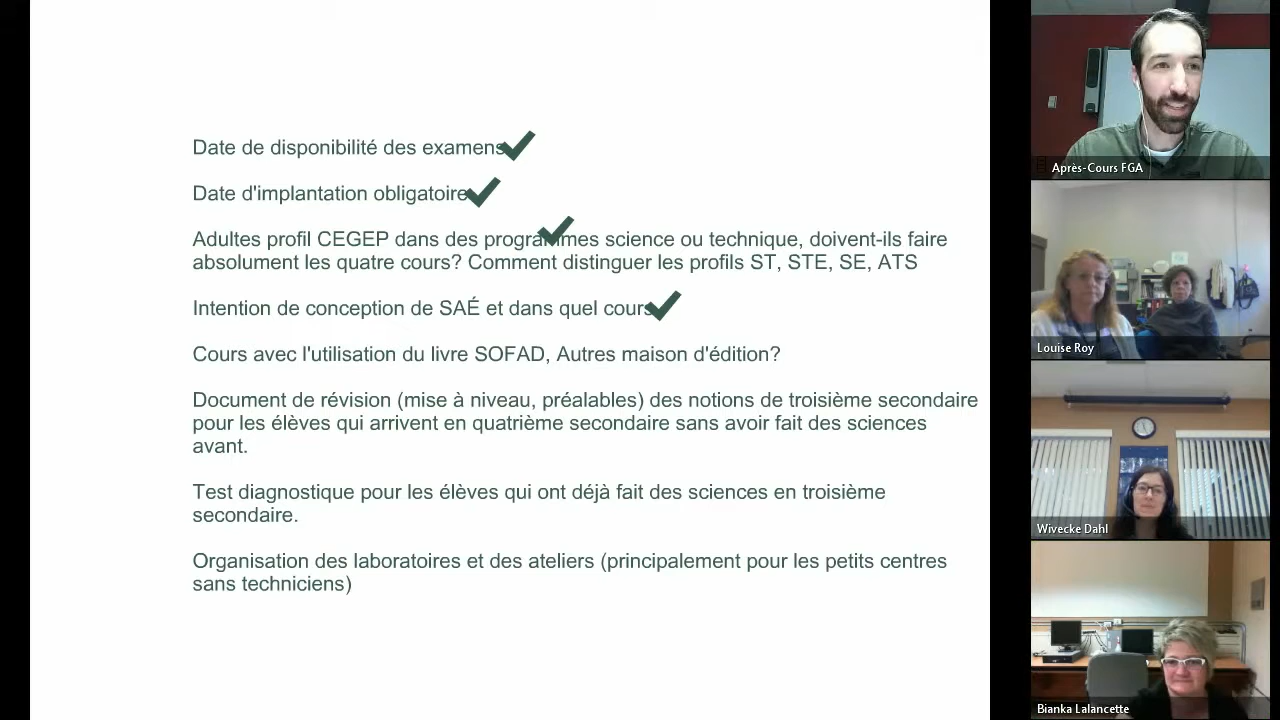 Date de disponibilité des examens
Date d'implantation obligatoire
Adultes profil CEGEP dans des programmes science ou technique, doivent-ils faire
absolument les quatre cours? Comment distinguer les profils ST, STE, SE, ATS
Intention de conception de SAÉ et dans quel cours
Cours avec l'utilisation du livre SOFAD, Autres maison d'édition?
Document de révision (mise à niveau, préalables) des notions de troisième secondaire
pour les élèves qui arrivent en quatrième secondaire sans avoir fait des sciences
avant.
Test diagnostique pour les élèves qui ont déjà fait des sciences en troisième
secondaire.
Organisation des laboratoires et des ateliers (principalement pour les petits centres
sans techniciens)
Après-Cours FGA
Louise Roy
Wivecke Dahl
Bianka Lalancette